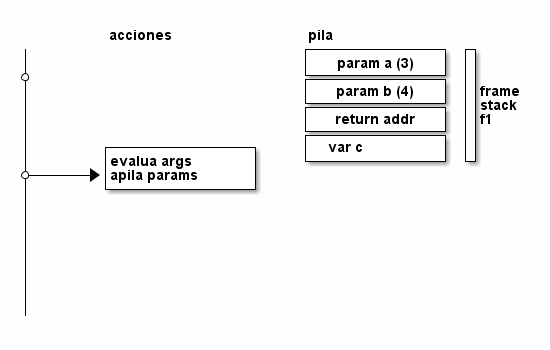 acciones
pila
param a (3)
param b (4)
return addr
var c
frame
stack
f1
evalua args
apila params